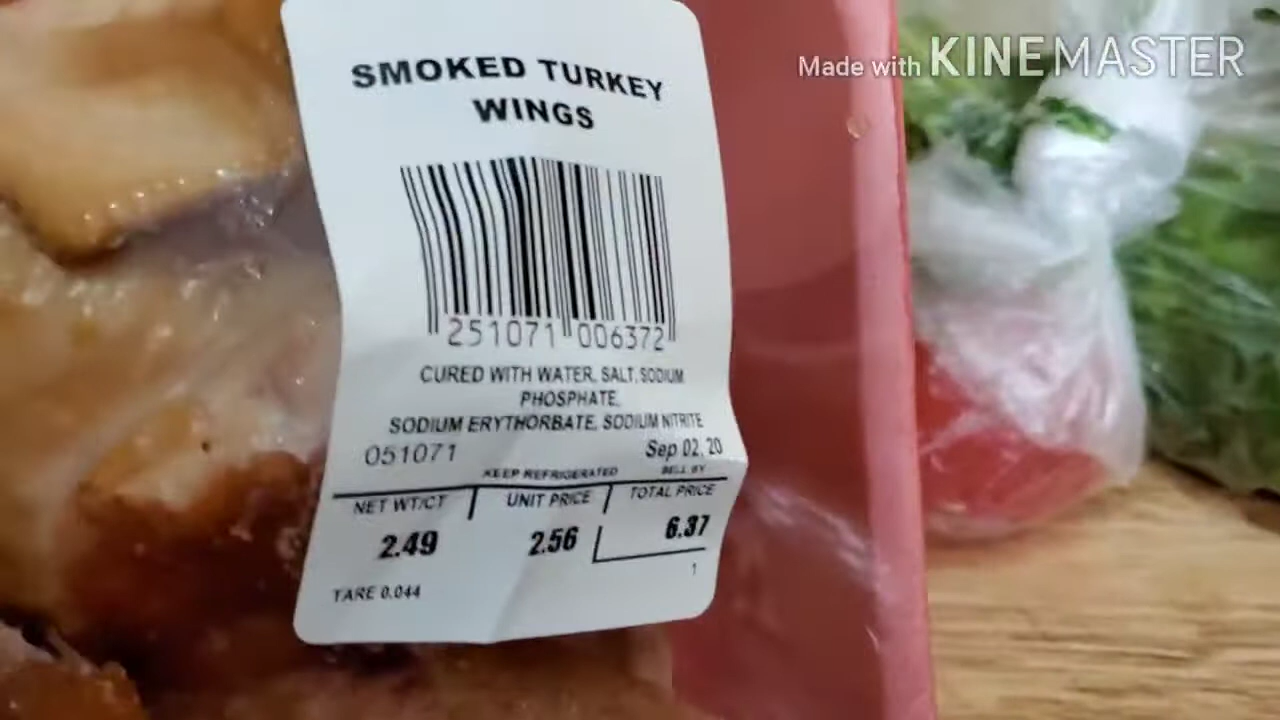 Made with KINEMASTER
SMOKED TURKEY
WINGS
251071 006372
CURED WITH WATER, SALT, SODIUM
PHOSPHATE,
SODIUM ERYTHORBATE, SODIUM NITRITE
051071 Sep 02, 20
KEEP REFRIGERATED SELL BY
NET WT/CT UNIT PRICE TOTAL PRICE
2.49 2.56 6.37
TARE 0.044 1